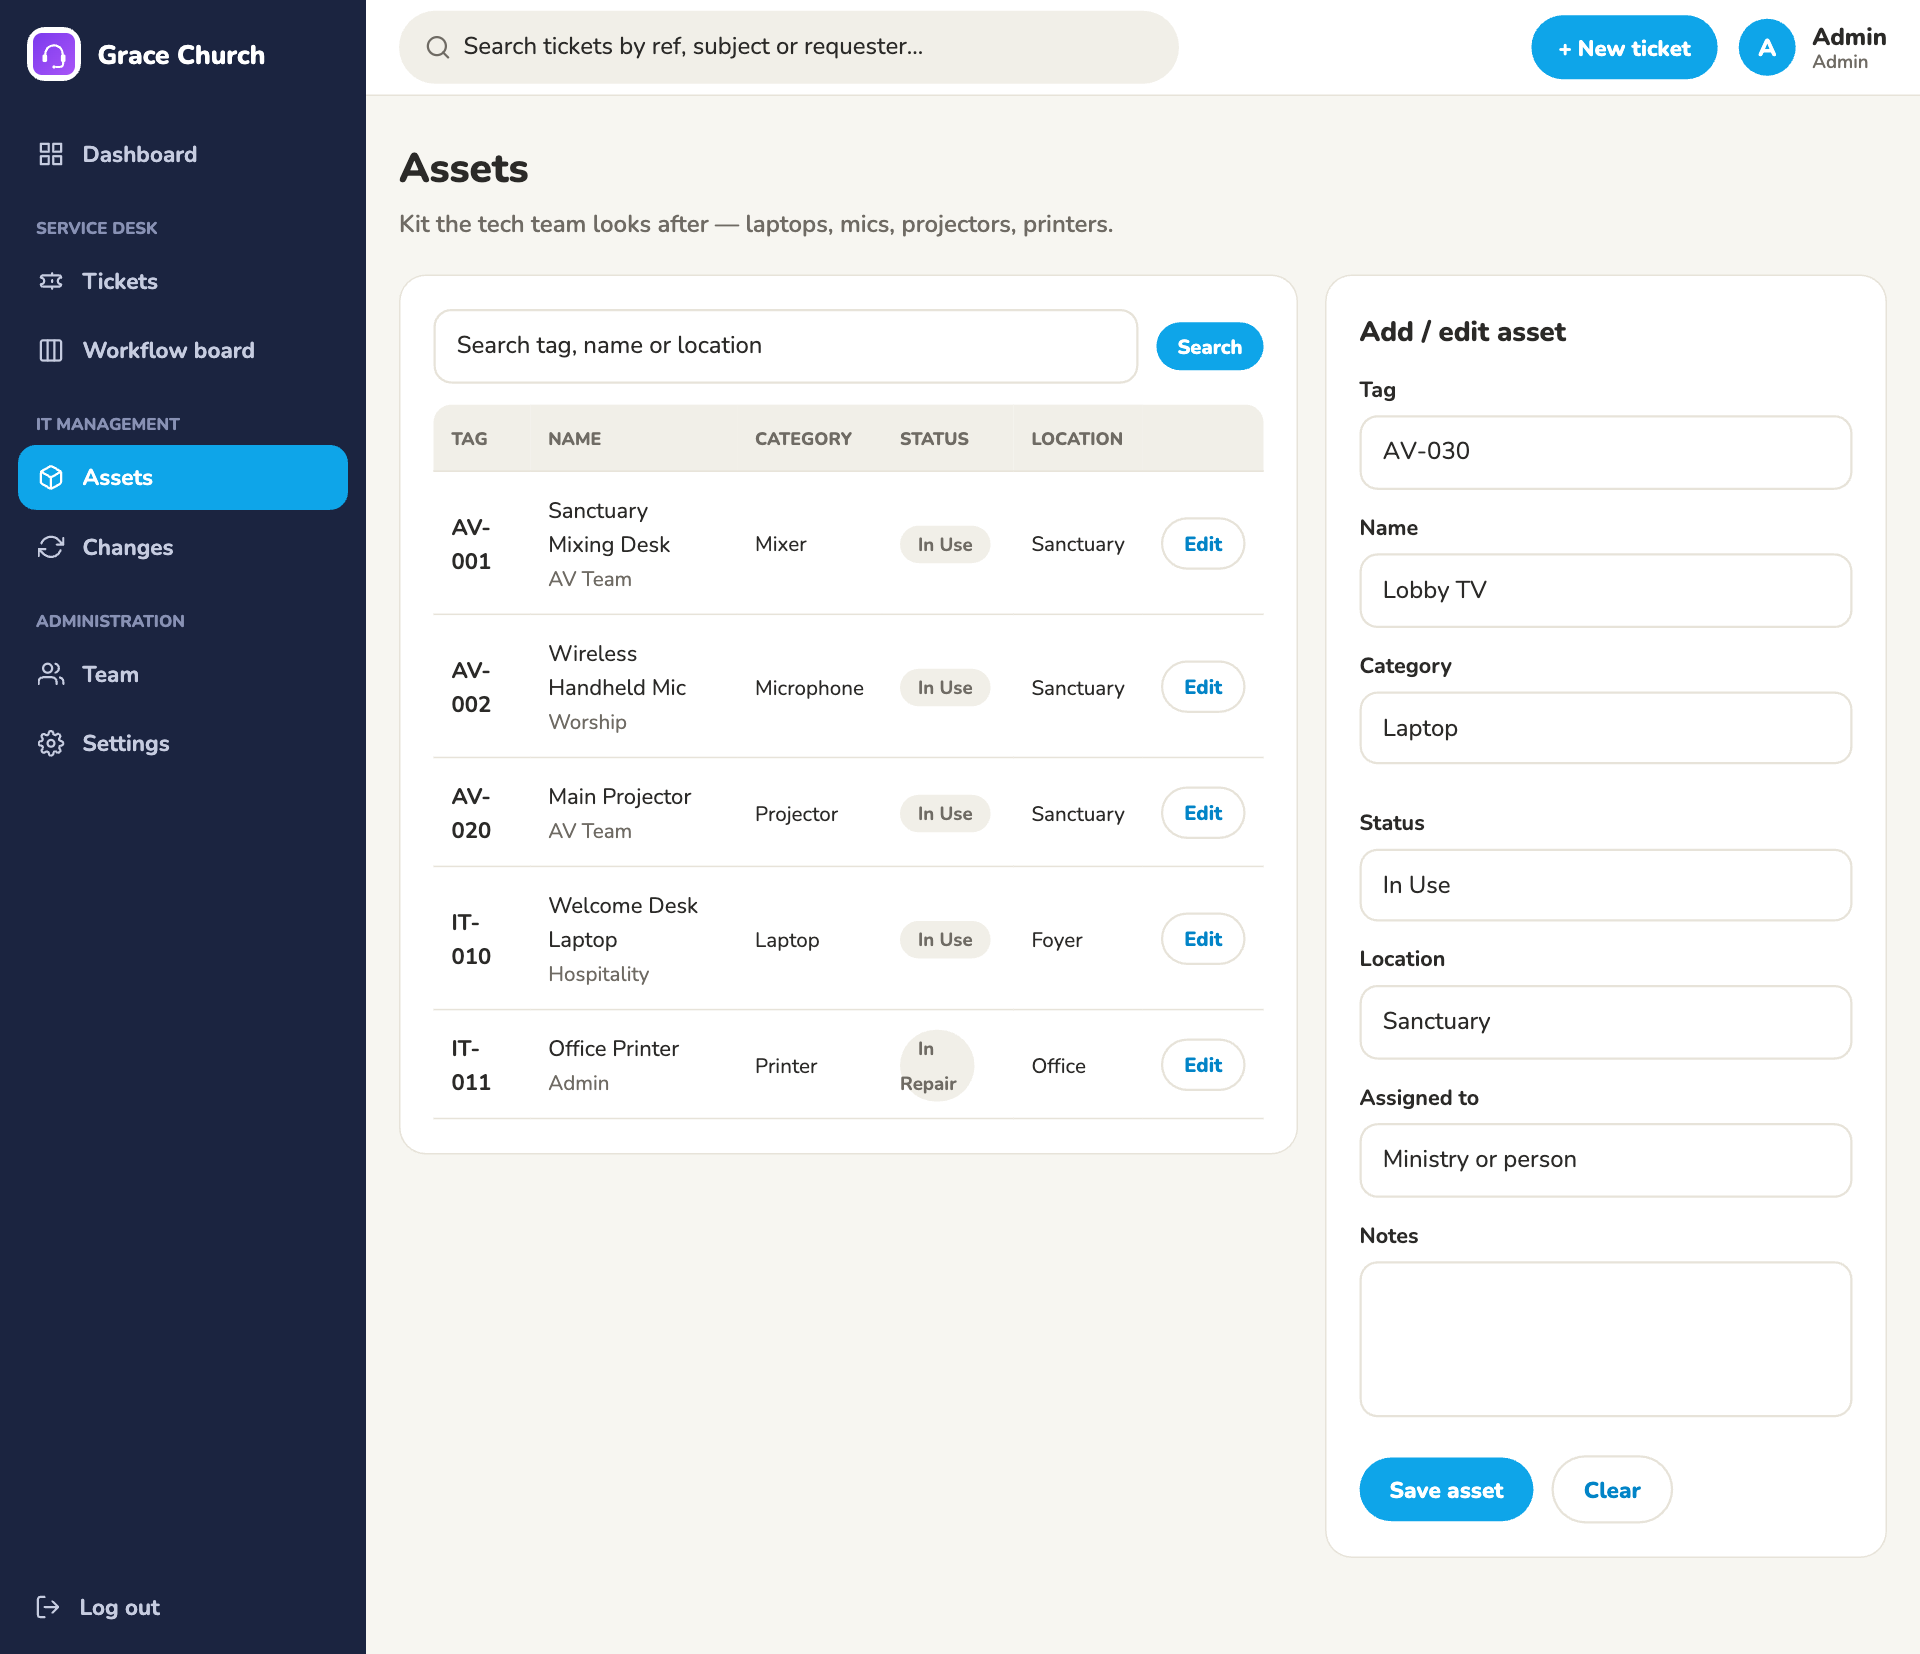 Grace Church
Search tickets by ref, subject or requester...
+ New ticket
A
Admin
Admin
Dashboard
SERVICE DESK
Tickets
Workflow board
IT MANAGEMENT
Assets
Changes
ADMINISTRATION
Team
Settings
Log out
Assets
Kit the tech team looks after — laptops, mics, projectors, printers.
Search tag, name or location
Search
TAG NAME CATEGORY STATUS LOCATION
AV-
001
Sanctuary
Mixing Desk
AV Team
Mixer
In Use
Sanctuary
Edit
AV-
002
Wireless
Handheld Mic
Worship
Microphone
In Use
Sanctuary
Edit
AV-
020
Main Projector
AV Team
Projector
In Use
Sanctuary
Edit
IT-
010
Welcome Desk
Laptop
Hospitality
Laptop
In Use
Foyer
Edit
IT-
011
Office Printer
Admin
Printer
In
Repair
Office
Edit
Add / edit asset
Tag
AV-030
Name
Lobby TV
Category
Laptop
Status
In Use
Location
Sanctuary
Assigned to
Ministry or person
Notes
Save asset
Clear